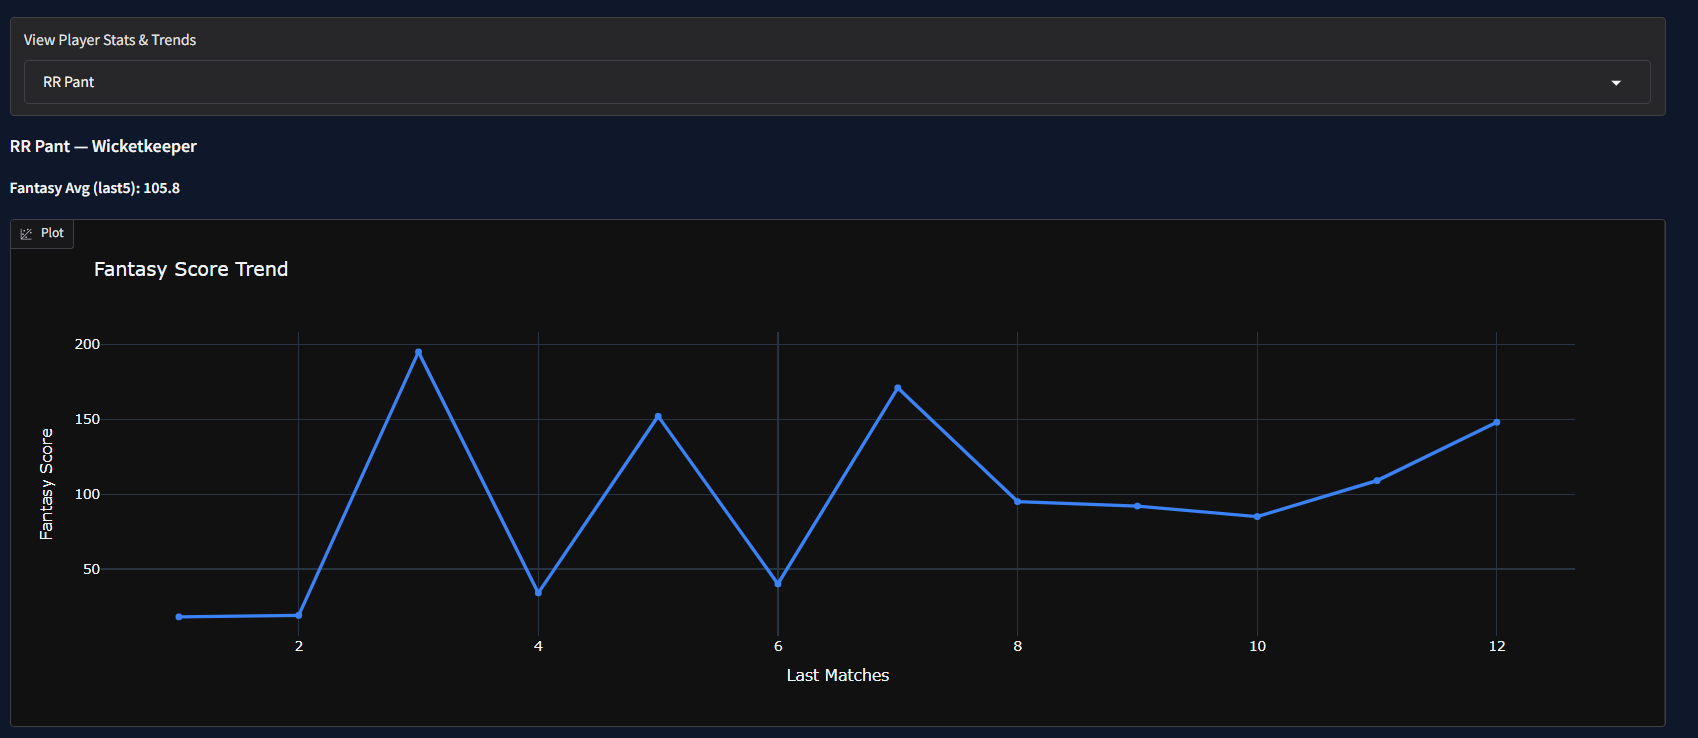 View Player Stats & Trends
RR Pant
RR Pant — Wicketkeeper
Fantasy Avg (last5): 105.8
Plot
Fantasy Score Trend
200
150
100
50
Fantasy Score
2 4 6 8 10 12
Last Matches